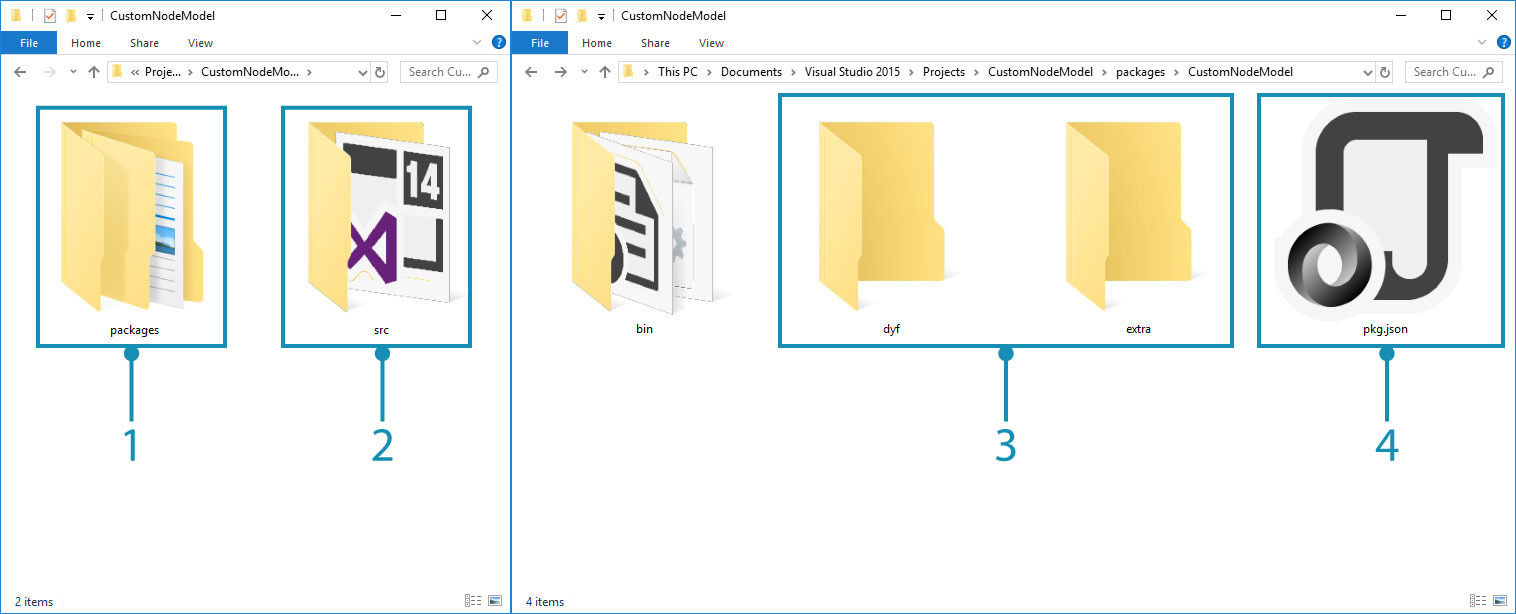 CustomNodeModel
File Home Share View
« Proje... › CustomNodeMo... ›
Search Cu...
14
packages
src
1
2
2 items
CustomNodeModel
File Home Share View
› This PC › Documents › Visual Studio 2015 › Projects › CustomNodeModel › packages › CustomNodeModel
Search Cu...
bin
dyf
extra
pkg.json
3
4
4 items